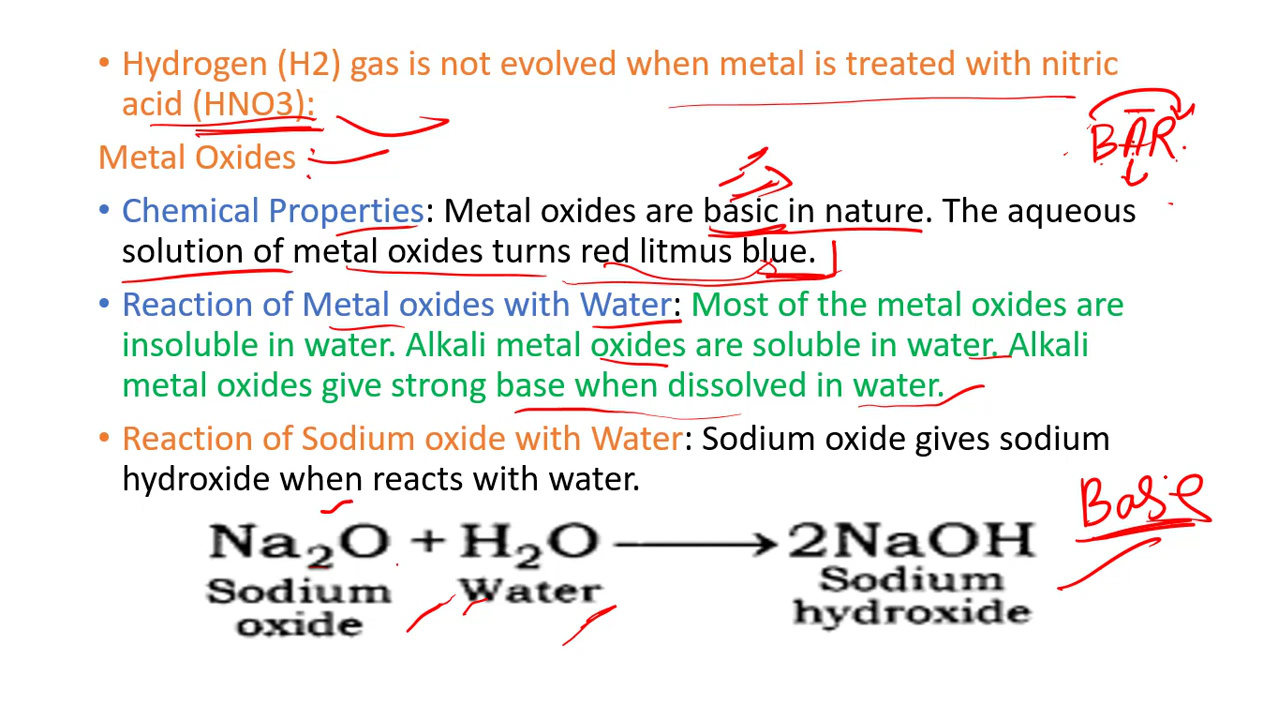 • Hydrogen (H2) gas is not evolved when metal is treated with nitric
acid (HNO3):
BAR
Metal Oxides
• Chemical Properties: Metal oxides are basic in nature. The aqueous
solution of metal oxides turns red litmus blue.
• Reaction of Metal oxides with Water: Most of the metal oxides are
insoluble in water. Alkali metal oxides are soluble in water. Alkali
metal oxides give strong base when dissolved in water.
• Reaction of Sodium oxide with Water: Sodium oxide gives sodium
hydroxide when reacts with water.
Base
Na₂O + H₂O ⟶ 2NaOH
Sodium oxide Water Sodium hydroxide